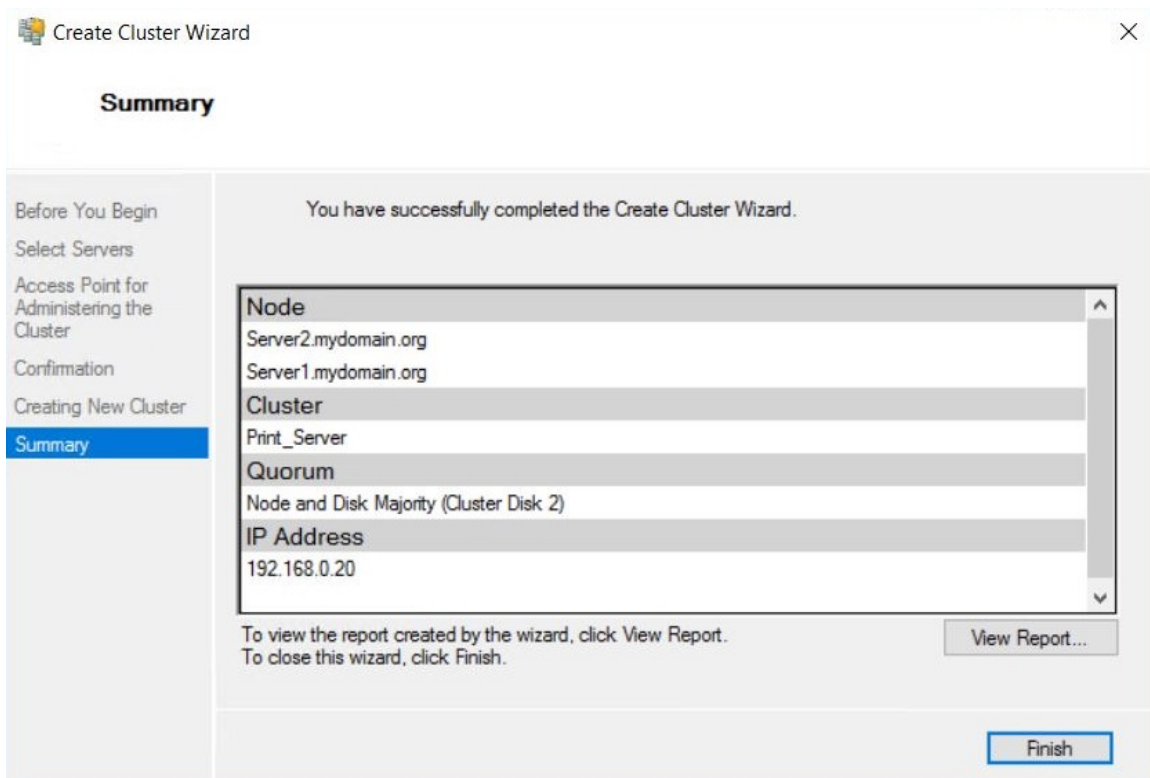 Create Cluster Wizard
Summary
Before You Begin
Select Servers
Access Point for
Administering the
Cluster
Confirmation
Creating New Cluster
Summary
You have successfully completed the Create Cluster Wizard.
Node
Server2.mydomain.org
Server1.mydomain.org
Cluster
Print_Server
Quorum
Node and Disk Majority (Cluster Disk 2)
IP Address
192.168.0.20
To view the report created by the wizard, click View Report.
To close this wizard, click Finish.
View Report...
Finish